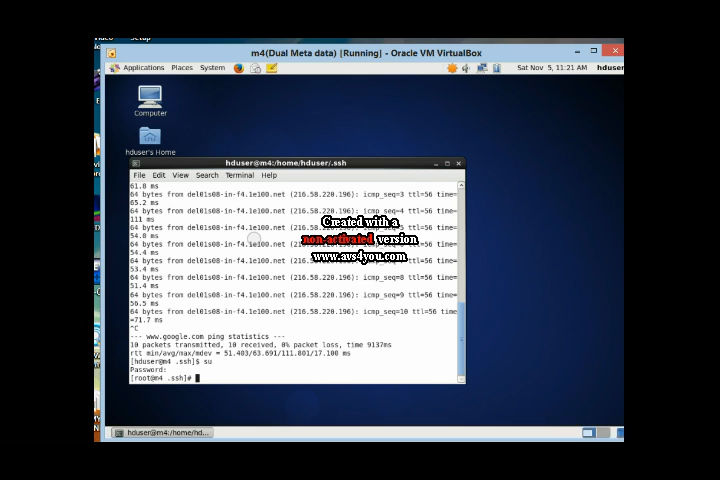 Setup
m4(Dual Meta data) [Running] - Oracle VM VirtualBox
Applications Places System Sat Nov 5, 11:21 AM hduser
Computer
hduser's Home
hduser@m4:/home/hduser/.ssh
File Edit View Search Terminal Help
61.8 ms
64 bytes from del01s08-in-f4.1e100.net (216.58.220.196): icmp_seq=3 ttl=56 time=
65.2 ms
64 bytes from del01s08-in-f4.1e100.net (216.58.220.196): icmp_seq=4 ttl=56 time=
111 ms
Created with a
64 bytes from del01s08-in-f4.1e100.net
54.8 ms
non-activated version
64 bytes from del01s08-in-f4.1e100.net
54.4 ms
www.avs4you.com
64 bytes from del01s08-in-f4.1e100.net (216.58.220.196): icmp_seq=7 ttl=56 time=
53.4 ms
64 bytes from del01s08-in-f4.1e100.net (216.58.220.196): icmp_seq=8 ttl=56 time=
51.4 ms
64 bytes from del01s08-in-f4.1e100.net (216.58.220.196): icmp_seq=9 ttl=56 time=
56.5 ms
64 bytes from del01s08-in-f4.1e100.net (216.58.220.196): icmp_seq=10 ttl=56 time
=71.7 ms
^C
--- www.google.com ping statistics ---
10 packets transmitted, 10 received, 0% packet loss, time 9137ms
rtt min/avg/max/mdev = 51.403/63.691/111.801/17.100 ms
[hduser@m4 .ssh]$ su
Password:
[root@m4 .ssh]#
hduser@m4:/home/hd...